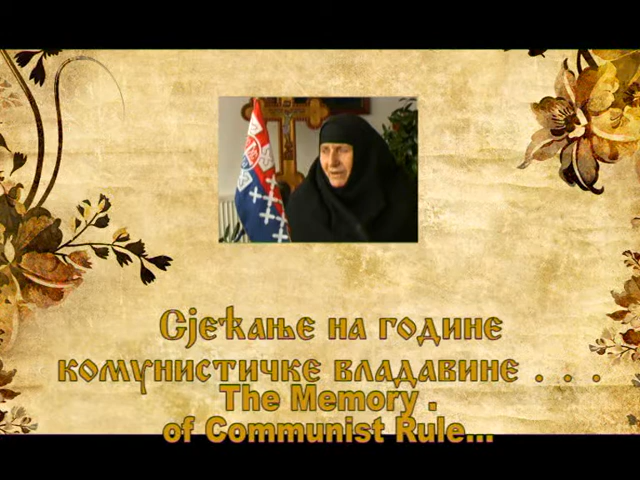 Сјећање на године
комунистичке владавине . . .
The Memory .
of Communist Rule...